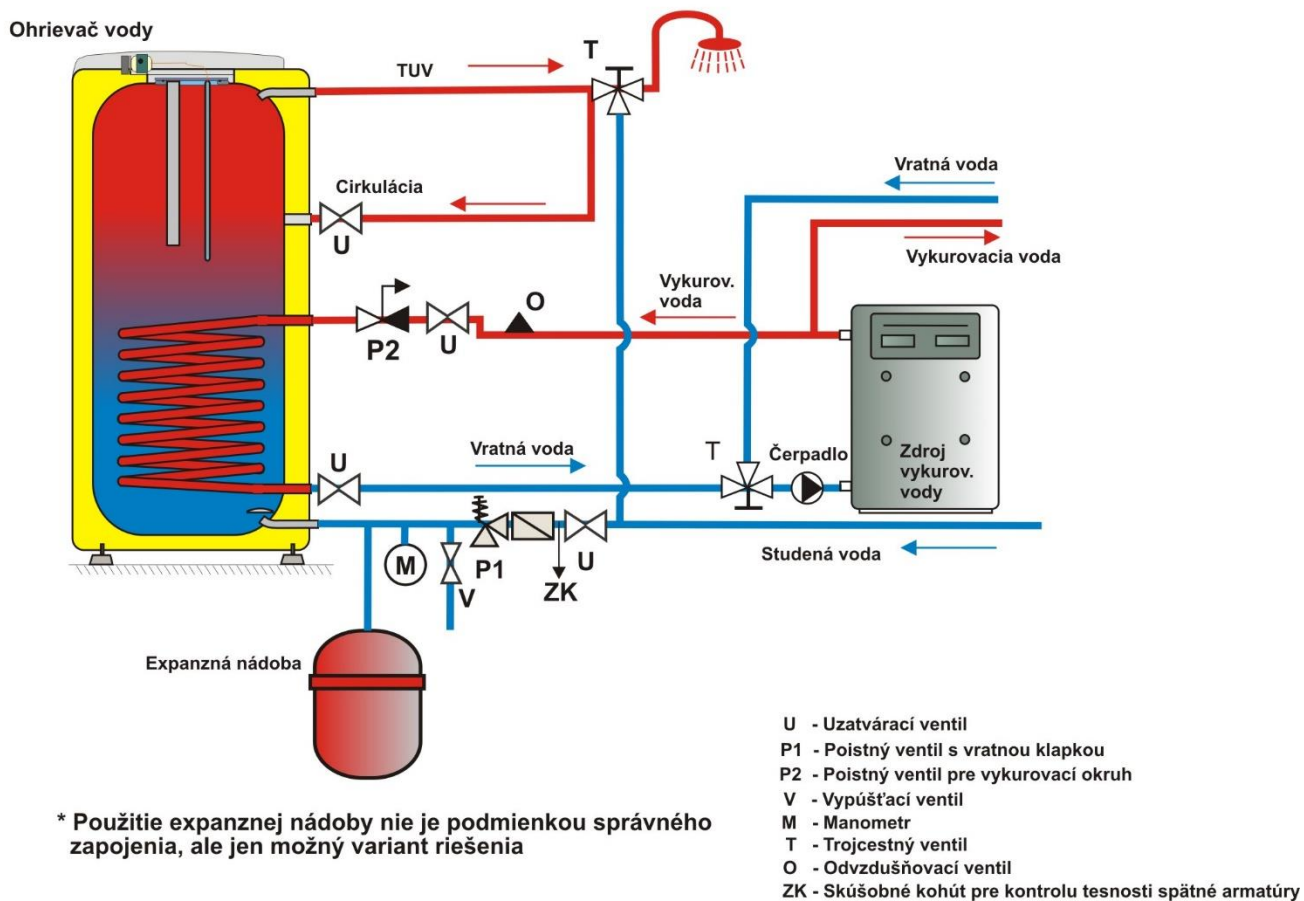 Ohrievač vody
TUV
T
Cirkulácia
U
Vratná voda
Vykurovacia voda
Vykurov.
voda
O
P2
U
Zdroj
vykurov.
vody
Čerpadlo
T
Vratná voda
U
Studená voda
M
V
P1
ZK
U
Expanzná nádoba
* Použitie expanznej nádoby nie je podmienkou správného
zapojenia, ale jen možný variant riešenia
U - Uzatvárací ventil
P1 - Poistný ventil s vratnou klapkou
P2 - Poistný ventil pre vykurovací okruh
V - Vypúšťací ventil
M - Manometr
T - Trojcestný ventil
O - Odvzdušňovací ventil
ZK - Skúšobné kohút pre kontrolu tesnosti spätné armatúry